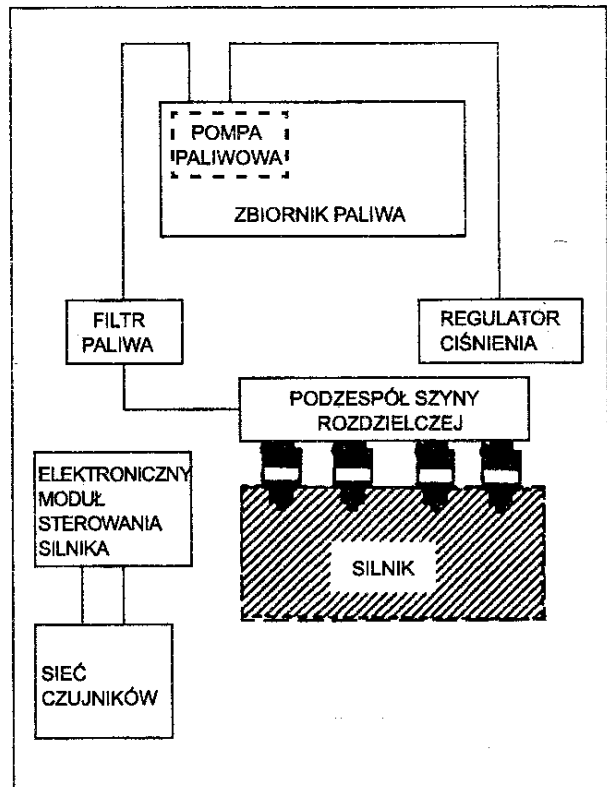 POMPA
PALIWOWA
ZBIORNIK PALIWA
FILTR
PALIWA
REGULATOR
CIŚNIENIA
PODZESPÓŁ SZYNY
ROZDZIELCZEJ
ELEKTRONICZNY
MODUŁ
STEROWANIA
SILNIKA
SILNIK
SIEĆ
CZUJNIKÓW